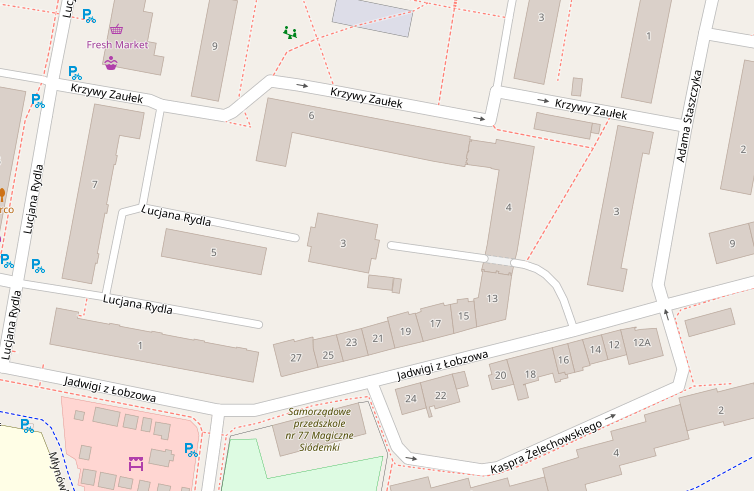 Luc
Fresh Market
9
3
1
Krzywy Zaułek
Krzywy Zaułek
Krzywy Zaułek
Adama Staszczyka
6
7
2
Lucjana Rydla
Lucjana Rydla
4
3
rco
5
3
9
Lucjana Rydla
Lucjana Rydla
13
15
17
19
21
23
25
27
1
12A
12
14
16
18
20
22
24
Jadwigi z Łobzowa
Jadwigi z Łobzowa
Samorządowe
przedszkole
nr 77 Magiczne
Siódemki
2
Kaspra Żelechowskiego
4
Młynów